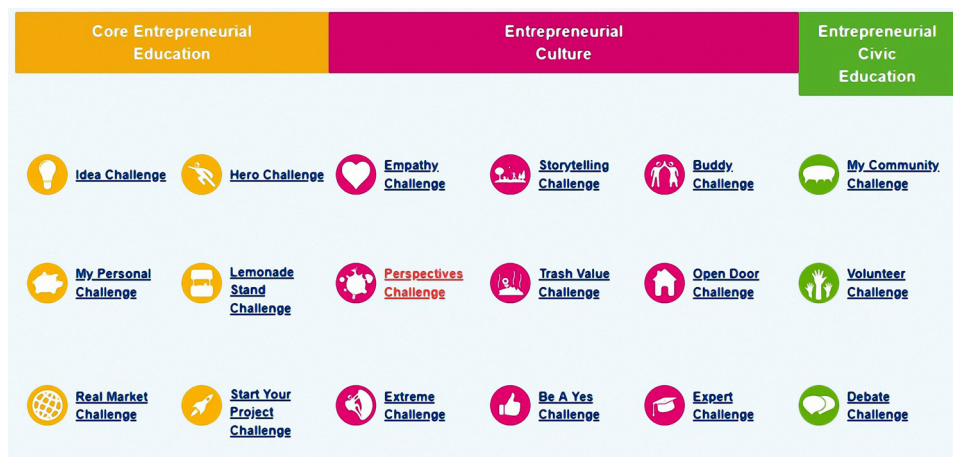 Core Entrepreneurial
Education
Entrepreneurial
Culture
Entrepreneurial
Civic
Education
Idea Challenge
Hero Challenge
Empathy
Challenge
Storytelling
Challenge
Buddy
Challenge
My Community
Challenge
My Personal
Challenge
Lemonade
Stand
Challenge
Perspectives
Challenge
Trash Value
Challenge
Open Door
Challenge
Volunteer
Challenge
Real Market
Challenge
Start Your
Project
Challenge
Extreme
Challenge
Be A Yes
Challenge
Expert
Challenge
Debate
Challenge